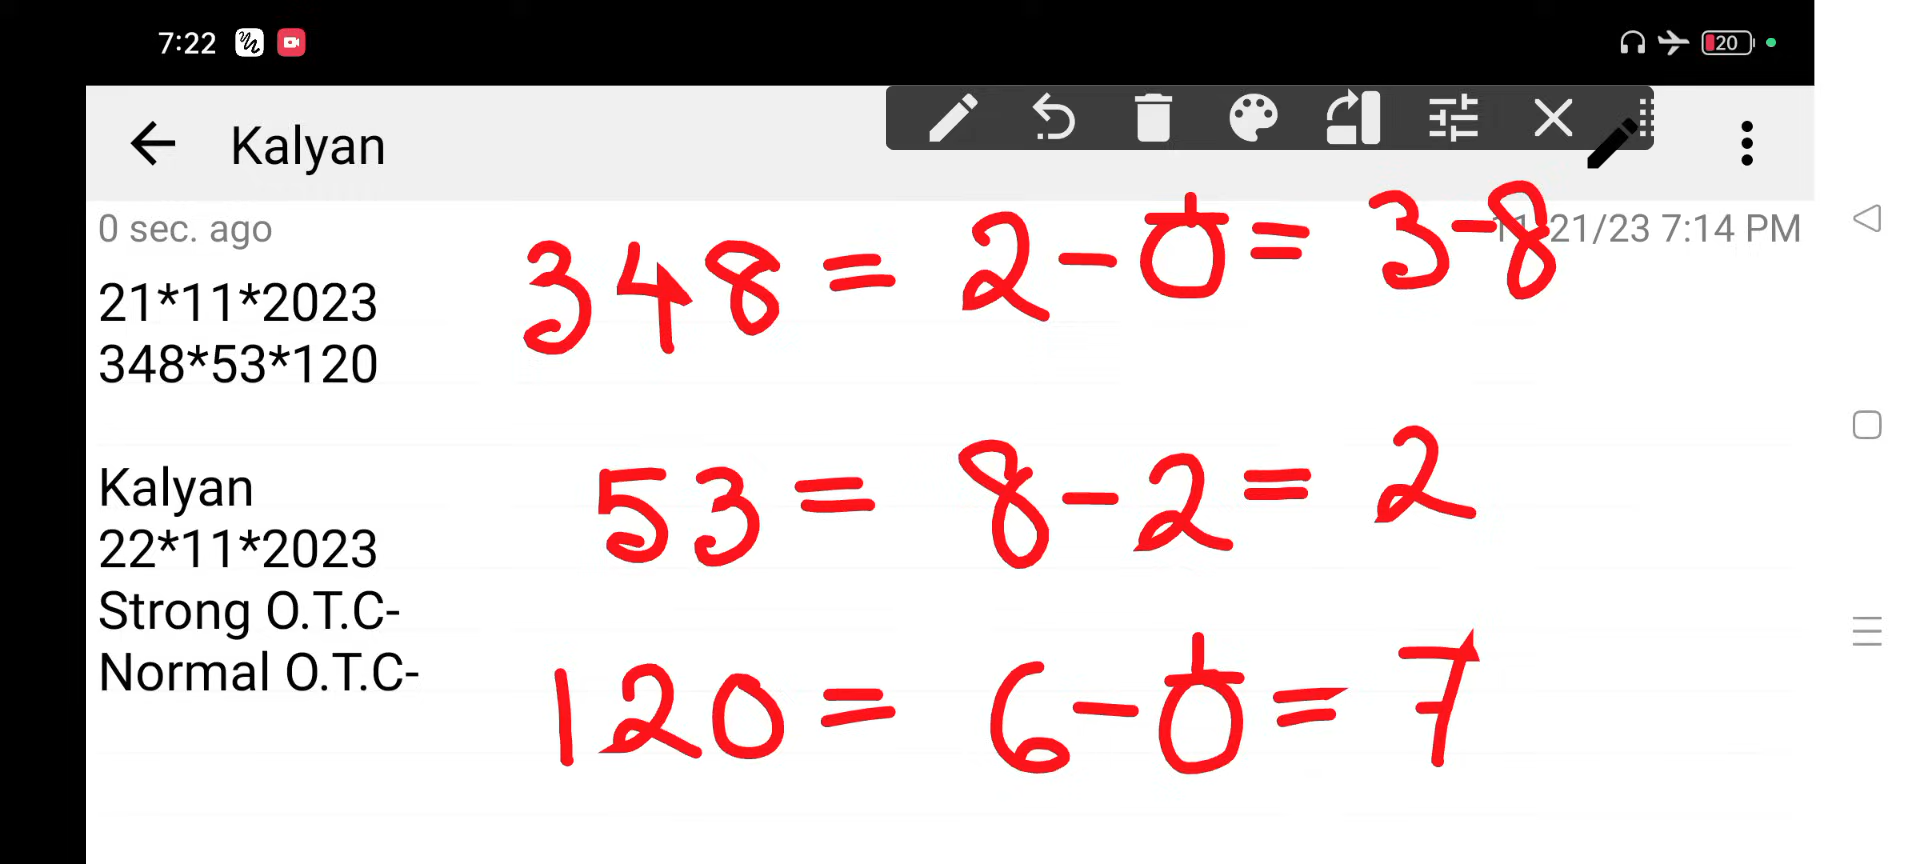 7:22 20
Kalyan
0 sec. ago 11/21/23 7:14 PM
21*11*2023
348*53*120
Kalyan
22*11*2023
Strong O.T.C-
Normal O.T.C-
348 = 2-0 = 3-8
53 = 8-2 = 2
120 = 6-0 = 7